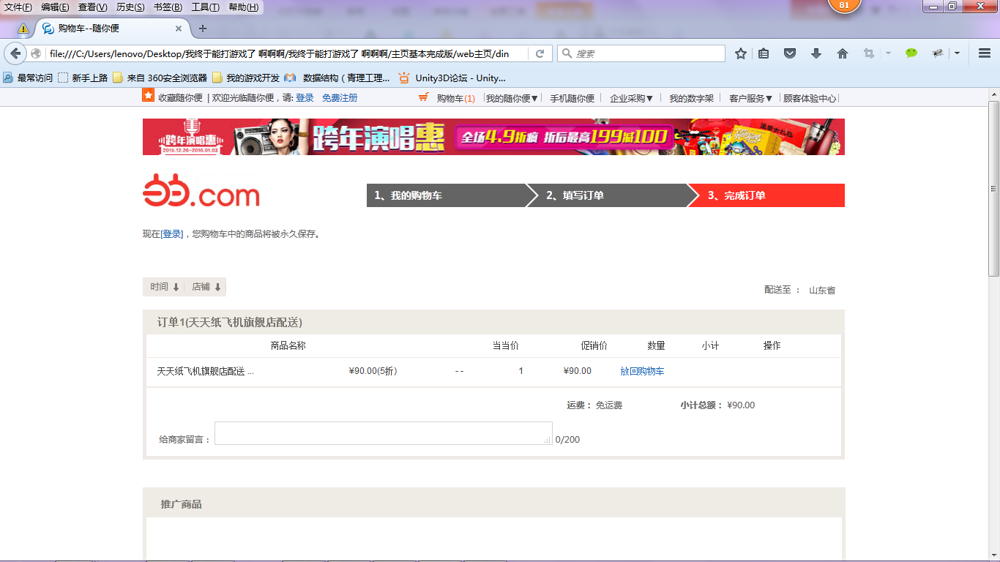 文件(F) 编辑(E) 查看(V) 历史(S) 书签(B) 工具(T) 帮助(H)
81
购物车--随你便
file:///C:/Users/lenovo/Desktop/我终于能打游戏了 啊啊啊/我终于能打游戏了 啊啊啊/主页基本完成版/web主页/din
搜索
最常访问 新手上路 来自 360安全浏览器 我的游戏开发 数据结构 ( 青理工理... Unity3D论坛 - Unity...
收藏随你便 | 欢迎光临随你便，请: 登录 免费注册 购物车(1) 我的随你便▼ 手机随你便 企业采购▼ 我的数字架 客户服务▼ 顾客体验中心
跨年演唱惠
2015.12.26-2016.01.03
跨年演唱惠
全场4.9折疯 折后最高199减100
.com
1、我的购物车 2、填写订单 3、完成订单
现在[登录]，您购物车中的商品将被永久保存。
时间 店铺
配送至 ： 山东省
订单1(天天纸飞机旗舰店配送)
商品名称 当当价 促销价 数量 小计 操作
天天纸飞机旗舰店配送 ... ¥90.00(5折) - - 1 ¥90.00 放回购物车
运费： 免运费 小计总额： ¥90.00
给商家留言： 0/200
推广商品